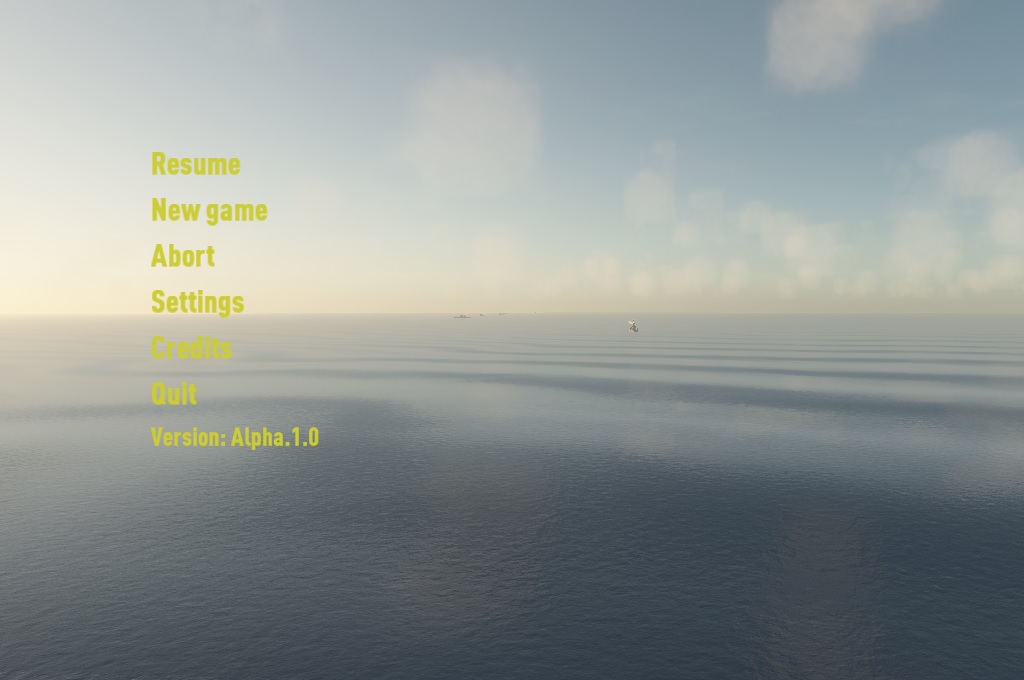 Resume
New game
Abort
Settings
Credits
Quit
Version: Alpha.1.0